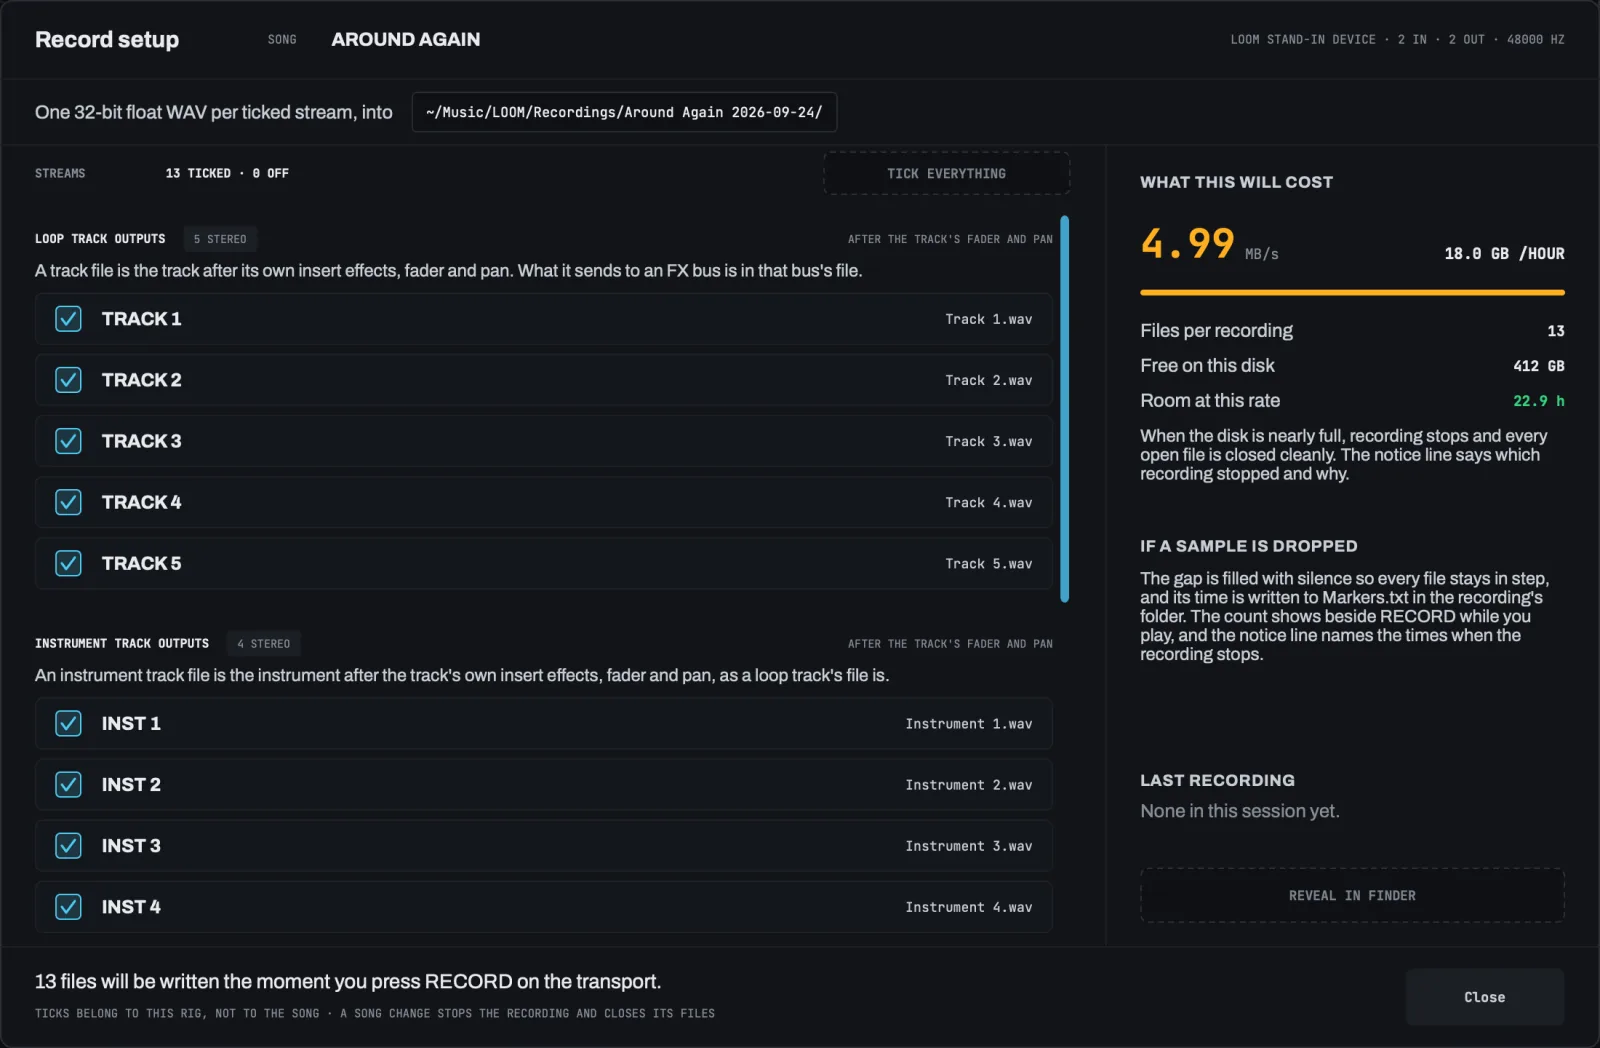 Record setup
SONG
AROUND AGAIN
LOOM STAND-IN DEVICE · 2 IN · 2 OUT · 48000 HZ
One 32-bit float WAV per ticked stream, into
~/Music/LOOM/Recordings/Around Again 2026-09-24/
STREAMS
13 TICKED · 0 OFF
TICK EVERYTHING
LOOP TRACK OUTPUTS
5 STEREO
AFTER THE TRACK'S FADER AND PAN
A track file is the track after its own insert effects, fader and pan. What it sends to an FX bus is in that bus's file.
TRACK 1
Track 1.wav
TRACK 2
Track 2.wav
TRACK 3
Track 3.wav
TRACK 4
Track 4.wav
TRACK 5
Track 5.wav
INSTRUMENT TRACK OUTPUTS
4 STEREO
AFTER THE TRACK'S FADER AND PAN
An instrument track file is the instrument after the track's own insert effects, fader and pan, as a loop track's file is.
INST 1
Instrument 1.wav
INST 2
Instrument 2.wav
INST 3
Instrument 3.wav
INST 4
Instrument 4.wav
WHAT THIS WILL COST
4.99 MB/s
18.0 GB /HOUR
Files per recording
13
Free on this disk
412 GB
Room at this rate
22.9 h
When the disk is nearly full, recording stops and every
open file is closed cleanly. The notice line says which
recording stopped and why.
IF A SAMPLE IS DROPPED
The gap is filled with silence so every file stays in step,
and its time is written to Markers.txt in the recording's
folder. The count shows beside RECORD while you
play, and the notice line names the times when the
recording stops.
LAST RECORDING
None in this session yet.
REVEAL IN FINDER
13 files will be written the moment you press RECORD on the transport.
TICKS BELONG TO THIS RIG, NOT TO THE SONG · A SONG CHANGE STOPS THE RECORDING AND CLOSES ITS FILES
Close